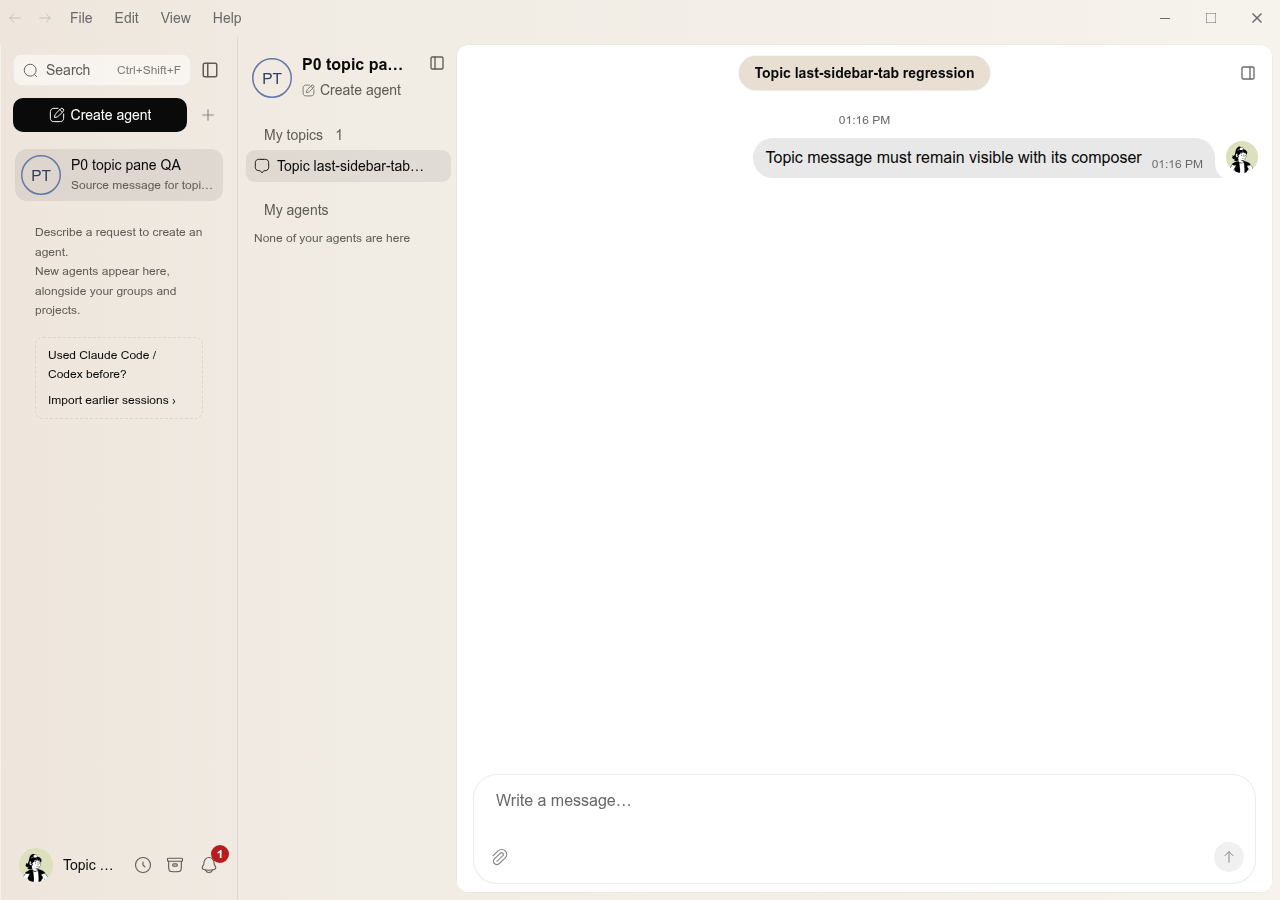 File Edit View Help
Search Ctrl+Shift+F
Create agent
PT
P0 topic pane QA
Source message for topi…
Describe a request to create an
agent.
New agents appear here,
alongside your groups and
projects.
Used Claude Code /
Codex before?
Import earlier sessions ›
Topic …
1
PT
P0 topic pa…
Create agent
My topics 1
Topic last-sidebar-tab…
My agents
None of your agents are here
Topic last-sidebar-tab regression
01:16 PM
Topic message must remain visible with its composer 01:16 PM
Write a message…